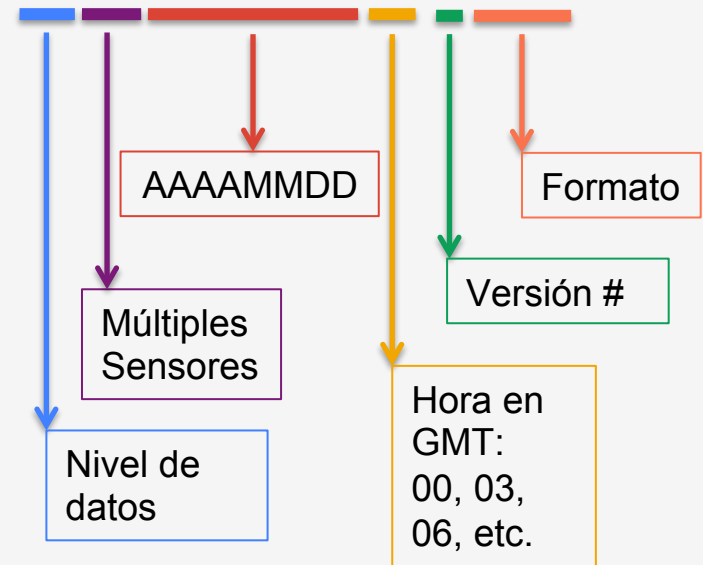 AAAAMMDD
Formato
Versión #
Múltiples
Sensores
Hora en
GMT:
00, 03,
06, etc.
Nivel de
datos